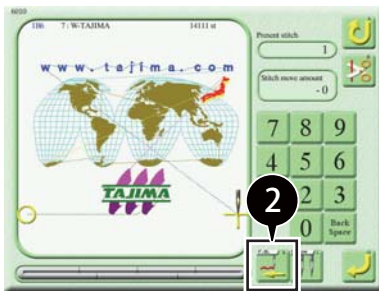 6020
186 7 : W-TAJIMA 14111 st
Present stitch
1
www.tajima.com
Stitch move amount
- 0
7 8 9
4 5 6
TAJIMA
2
2 3
0 Back Space